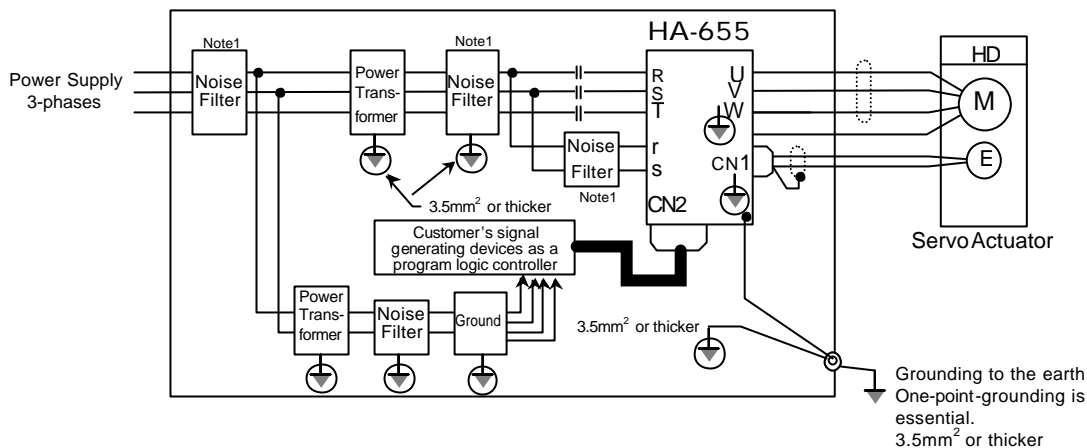 Power Supply
3-phases
Note1
Noise
Filter
Power
Trans-
former
Note1
Noise
Filter
HA-655
R
S
T
r
s
U
V
W
CN1
CN2
Noise
Filter
Note1
HD
M
E
Servo Actuator
3.5mm² or thicker
Customer's signal
generating devices as a
program logic controller
Power
Trans-
former
Noise
Filter
Ground
3.5mm² or thicker
Grounding to the earth
One-point-grounding is
essential.
3.5mm² or thicker